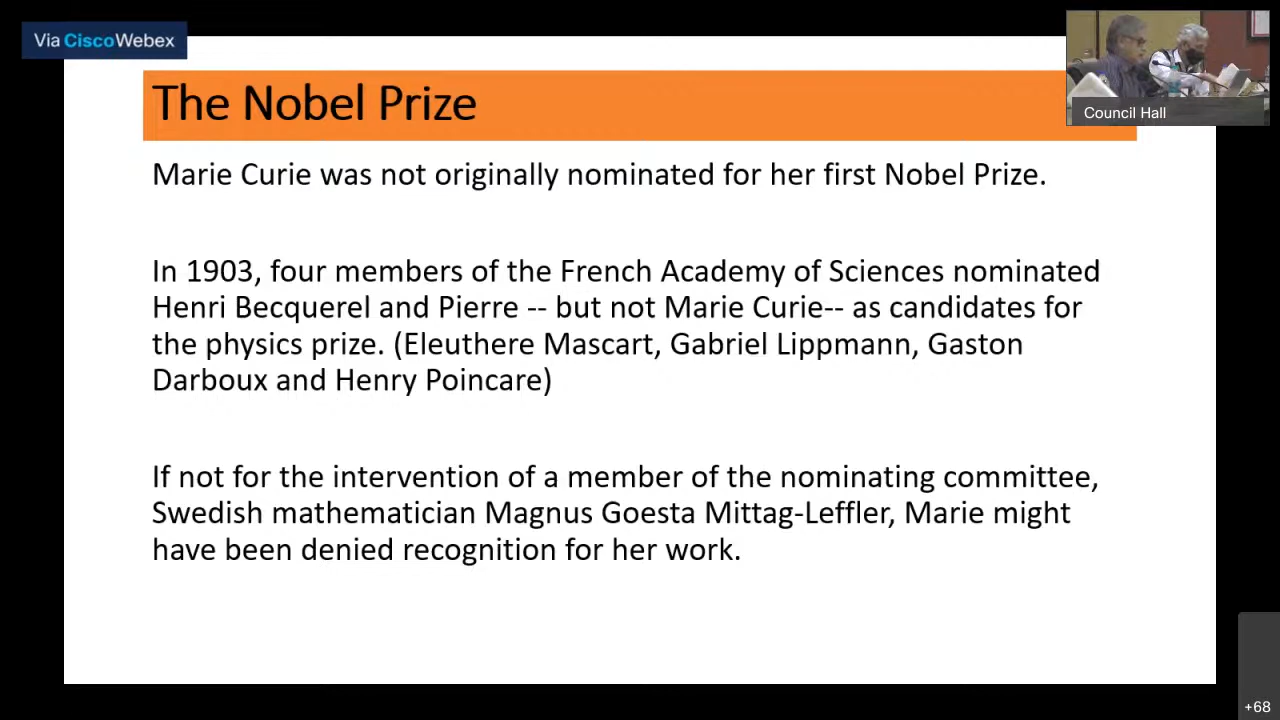 Via CiscoWebex
Council Hall
The Nobel Prize
Marie Curie was not originally nominated for her first Nobel Prize.
In 1903, four members of the French Academy of Sciences nominated
Henri Becquerel and Pierre -- but not Marie Curie-- as candidates for
the physics prize. (Eleuthere Mascart, Gabriel Lippmann, Gaston
Darboux and Henry Poincare)
If not for the intervention of a member of the nominating committee,
Swedish mathematician Magnus Goesta Mittag-Leffler, Marie might
have been denied recognition for her work.
+68